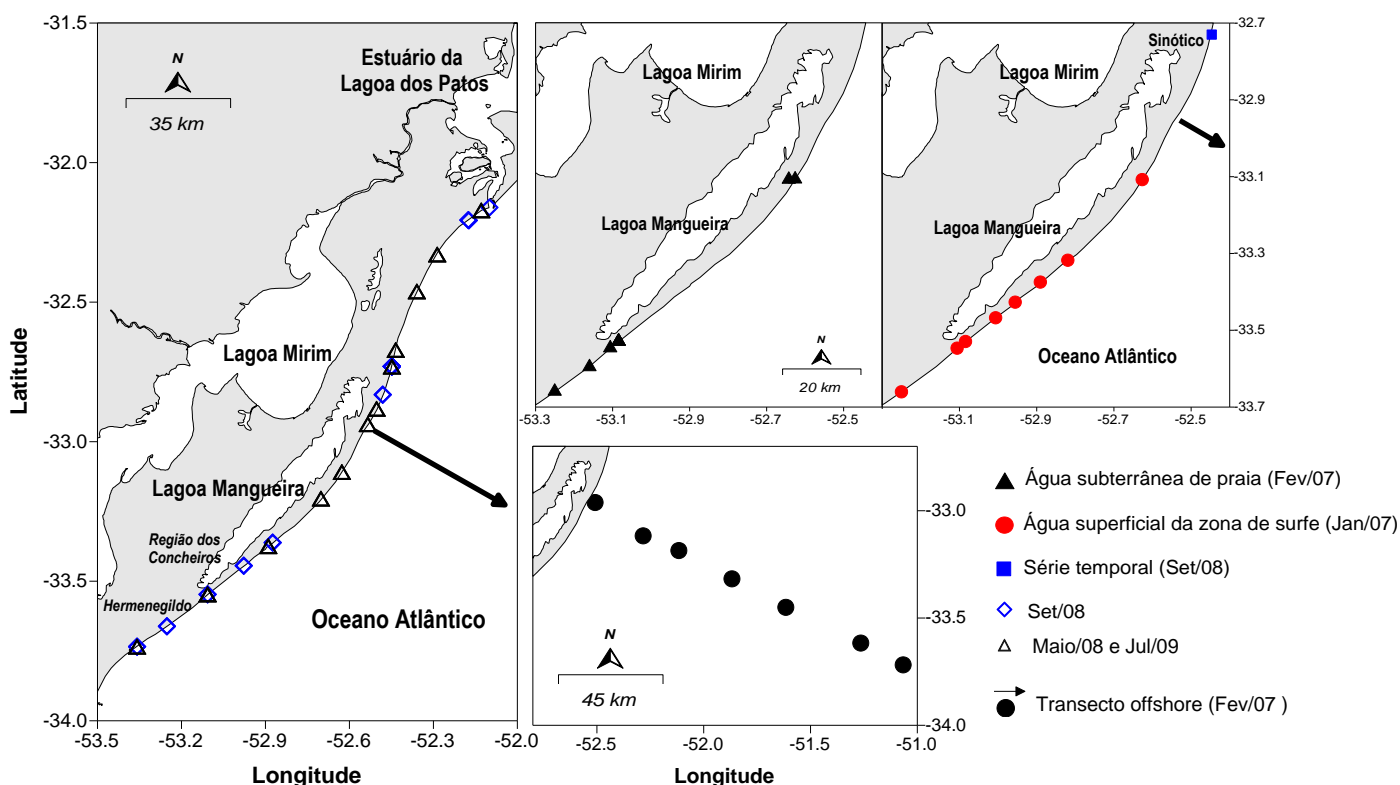 Latitude
-31.5
-32.0
-32.5
-33.0
-33.5
-34.0
-53.5
-53.2
-52.9
-52.6
-52.3
-52.0
Longitude
N
35 km
Estuário da
Lagoa dos Patos
Lagoa Mirim
Lagoa Mangueira
Região dos
Concheiros
Hermenegildo
Oceano Atlântico
Lagoa Mirim
Lagoa Mangueira
N
20 km
-53.3
-53.1
-52.9
-52.7
-52.5
Sinótico
Lagoa Mirim
Lagoa Mangueira
Oceano Atlântico
-32.7
-32.9
-33.1
-33.3
-33.5
-33.7
-53.1
-52.9
-52.7
-52.5
N
45 km
-33.0
-33.5
-34.0
-52.5
-52.0
-51.5
-51.0
Longitude
Água subterrânea de praia (Fev/07)
Água superficial da zona de surfe (Jan/07)
Série temporal (Set/08)
Set/08
Maio/08 e Jul/09
Transecto offshore (Fev/07 )